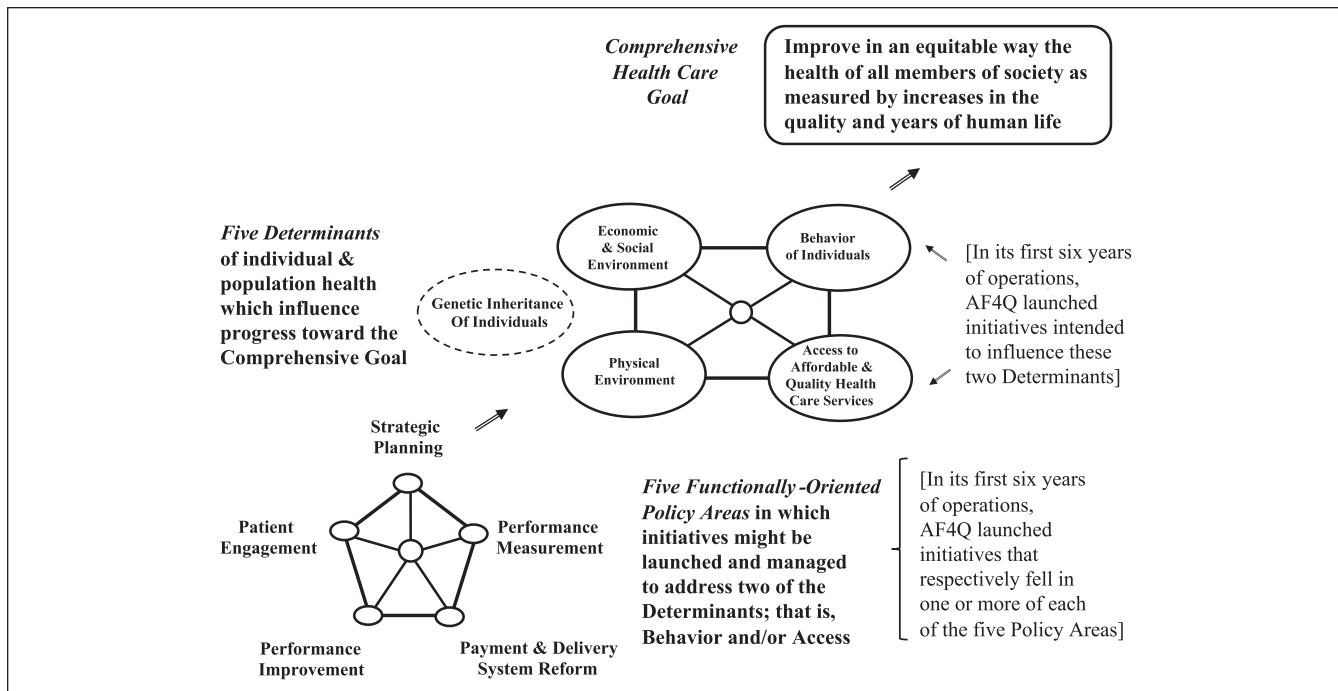 Comprehensive
Health Care
Goal
Improve in an equitable way the
health of all members of society as
measured by increases in the
quality and years of human life
Five Determinants
of individual &
population health
which influence
progress toward the
Comprehensive Goal
Genetic Inheritance
Of Individuals
Economic
& Social
Environment
Behavior
of Individuals
Physical
Environment
Access to
Affordable &
Quality Health
Care Services
[In its first six years
of operations,
AF4Q launched
initiatives intended
to influence these
two Determinants]
Strategic
Planning
Patient
Engagement
Performance
Measurement
Performance
Improvement
Payment & Delivery
System Reform
Five Functionally-Oriented
Policy Areas in which
initiatives might be
launched and managed
to address two of the
Determinants; that is,
Behavior and/or Access
[In its first six years
of operations,
AF4Q launched
initiatives that
respectively fell in
one or more of each
of the five Policy Areas]